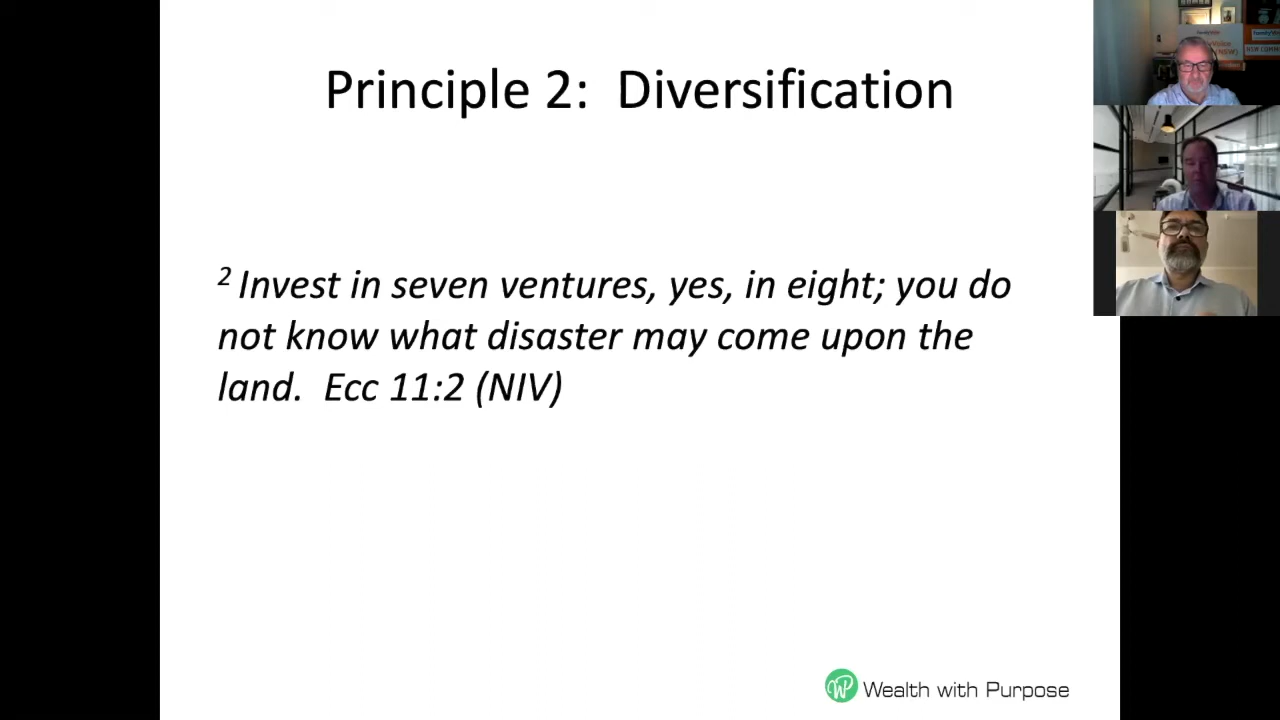 Principle 2:  Diversification
2 Invest in seven ventures, yes, in eight; you do
not know what disaster may come upon the
land.  Ecc 11:2 (NIV)
Wealth with Purpose